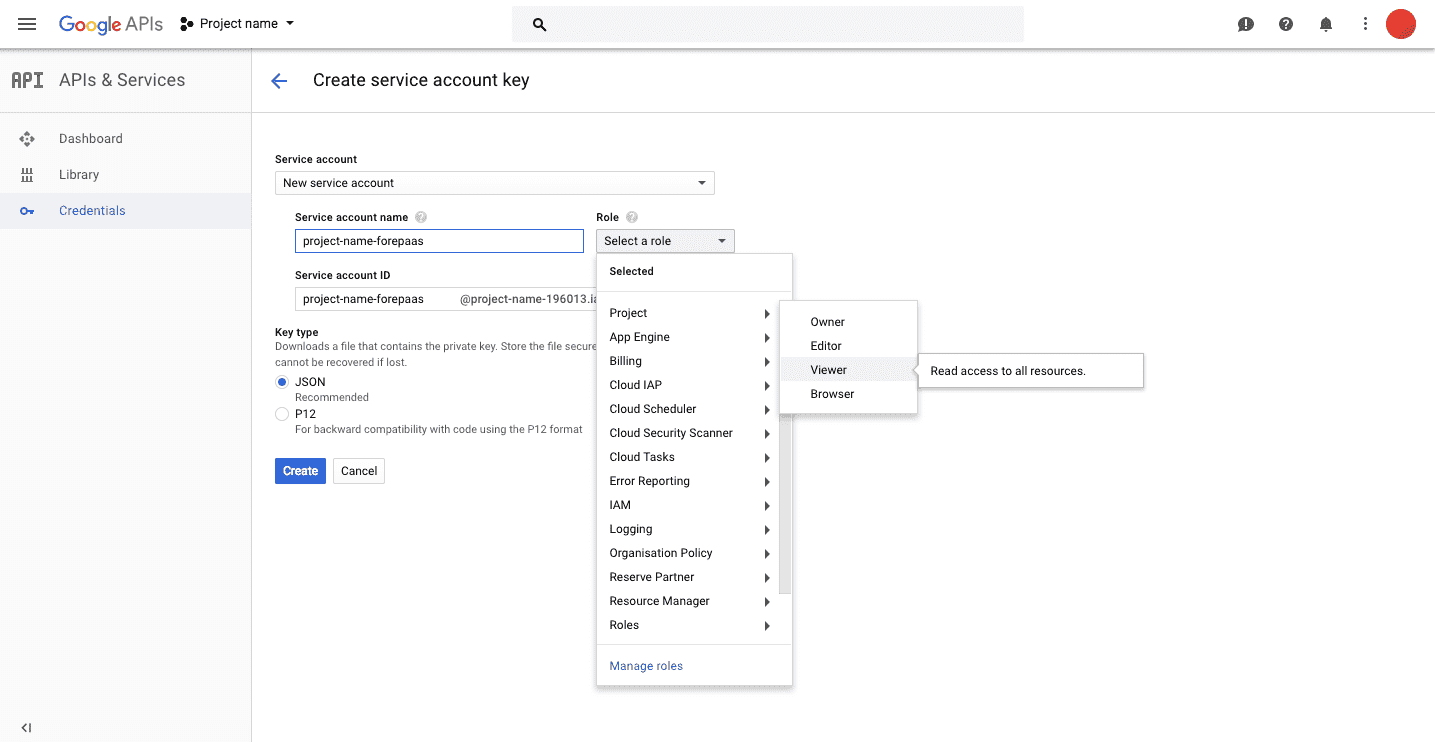 Google APIs
Project name
API
APIs & Services
Create service account key
Dashboard
Library
Credentials
Service account
New service account
Service account name
Role
project-name-forepaas
Select a role
Service account ID
project-name-forepaas @project-name-196013.ia
Key type
Downloads a file that contains the private key. Store the file secure
cannot be recovered if lost.
JSON
Recommended
P12
For backward compatibility with code using the P12 format
Create
Cancel
Selected
Project
App Engine
Billing
Cloud IAP
Cloud Scheduler
Cloud Security Scanner
Cloud Tasks
Error Reporting
IAM
Logging
Organisation Policy
Reserve Partner
Resource Manager
Roles
Manage roles
Owner
Editor
Viewer
Browser
Read access to all resources.